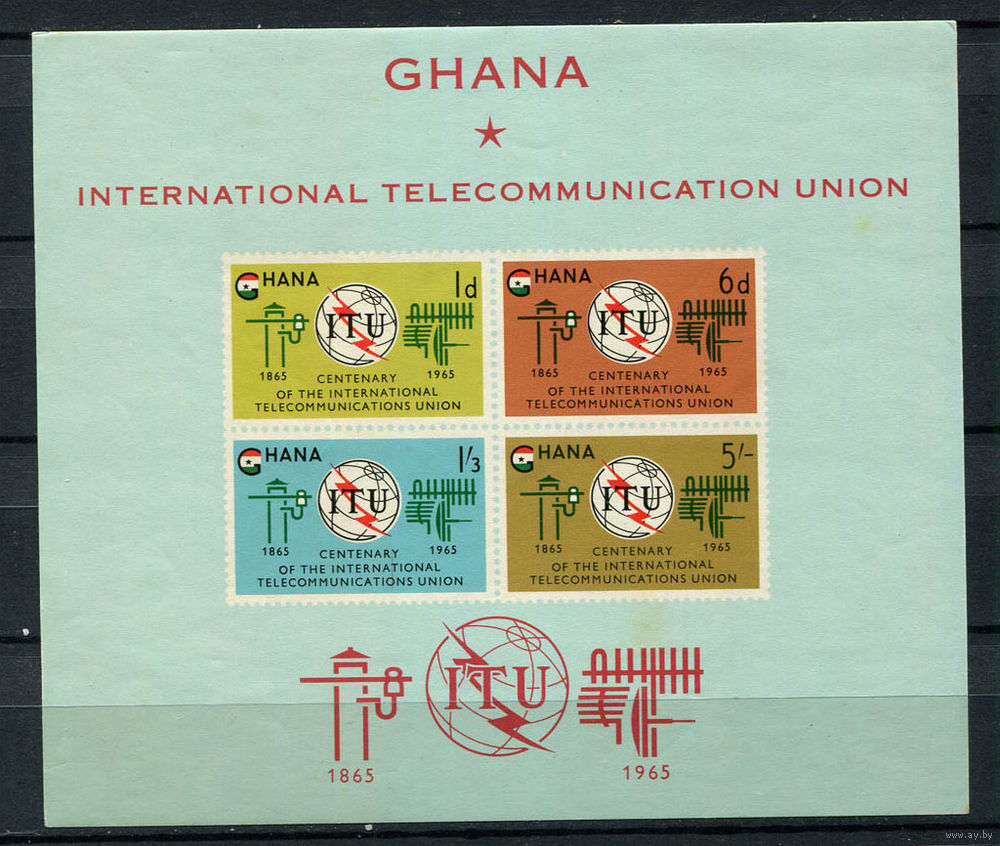 GHANA
INTERNATIONAL TELECOMMUNICATION UNION
GHANA 1d
ITU
1865 1965
CENTENARY
OF THE INTERNATIONAL
TELECOMMUNICATIONS UNION
GHANA 6d
ITU
1865 1965
CENTENARY
OF THE INTERNATIONAL
TELECOMMUNICATIONS UNION
GHANA 1/3
ITU
1865 1965
CENTENARY
OF THE INTERNATIONAL
TELECOMMUNICATIONS UNION
GHANA 5/-
ITU
1865 1965
CENTENARY
OF THE INTERNATIONAL
TELECOMMUNICATIONS UNION
ITU
1865 1965
www.ay.by